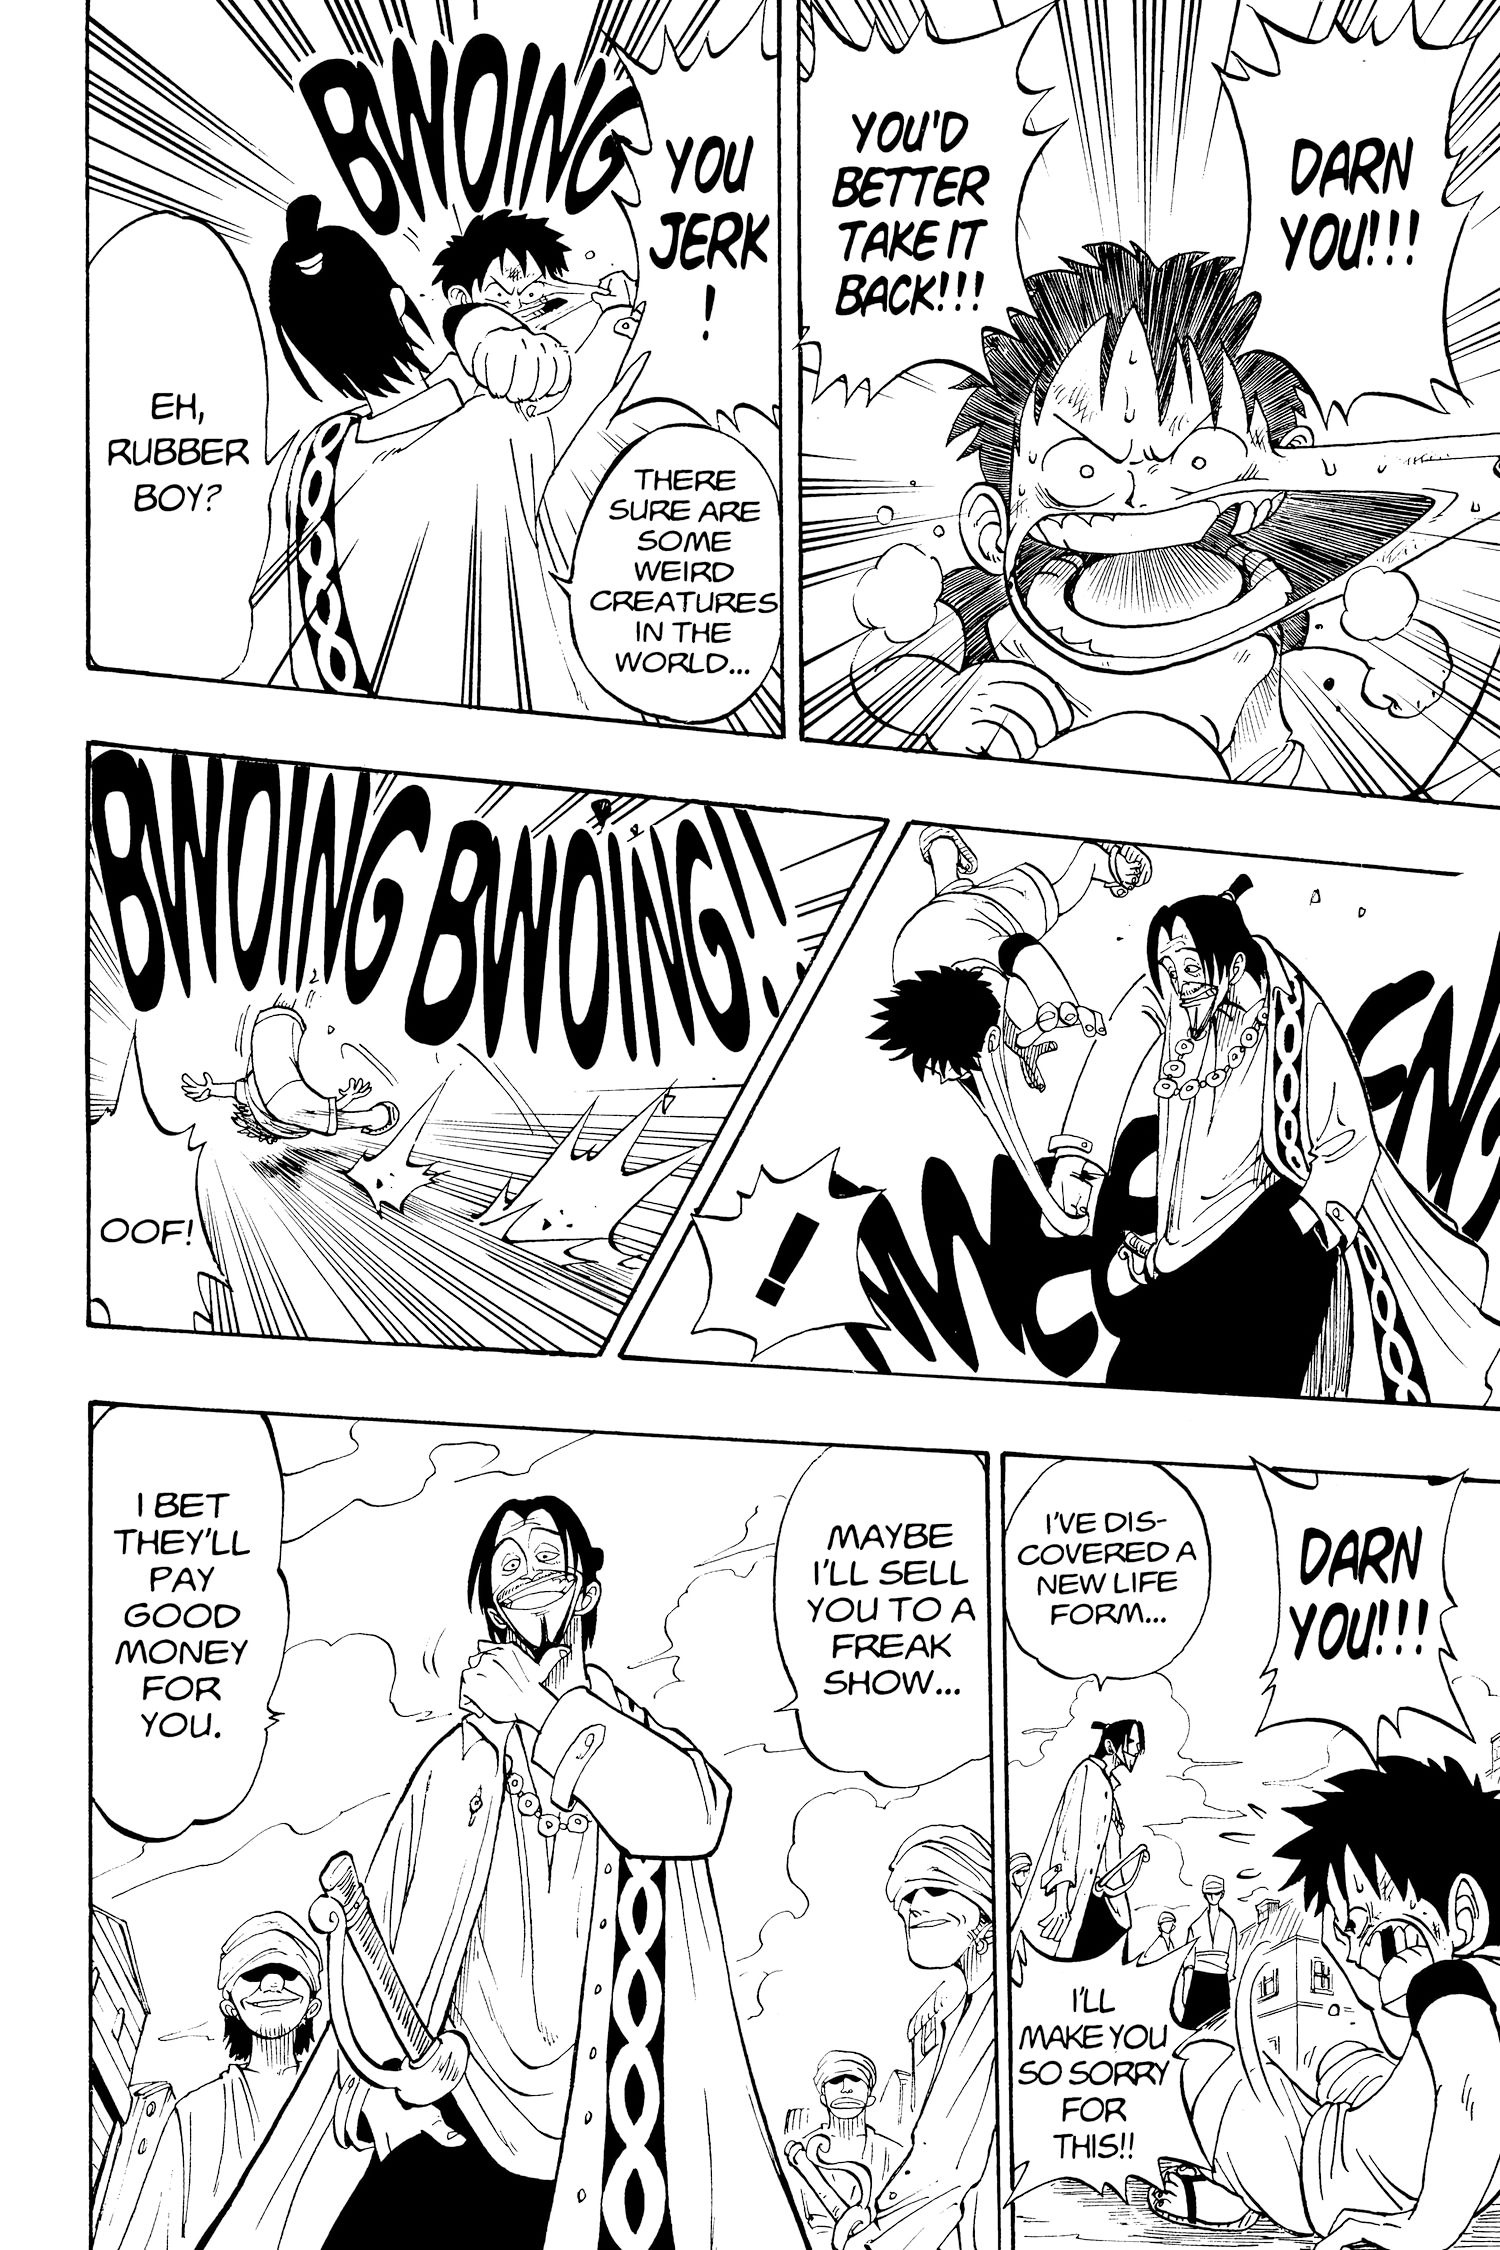 DARN
YOU!!!
YOU'D
BETTER
TAKE IT
BACK!!!
YOU
JERK
!
BWOING
THERE
SURE ARE
SOME
WEIRD
CREATURES
IN THE
WORLD...
EH,
RUBBER
BOY?
!
BWOING BWOING!!
OOF!
DARN
YOU!!!
I'VE DIS-
COVERED A
NEW LIFE
FORM...
I'LL
MAKE YOU
SO SORRY
FOR
THIS!!
MAYBE
I'LL SELL
YOU TO A
FREAK
SHOW...
I BET
THEY'LL
PAY
GOOD
MONEY
FOR
YOU.